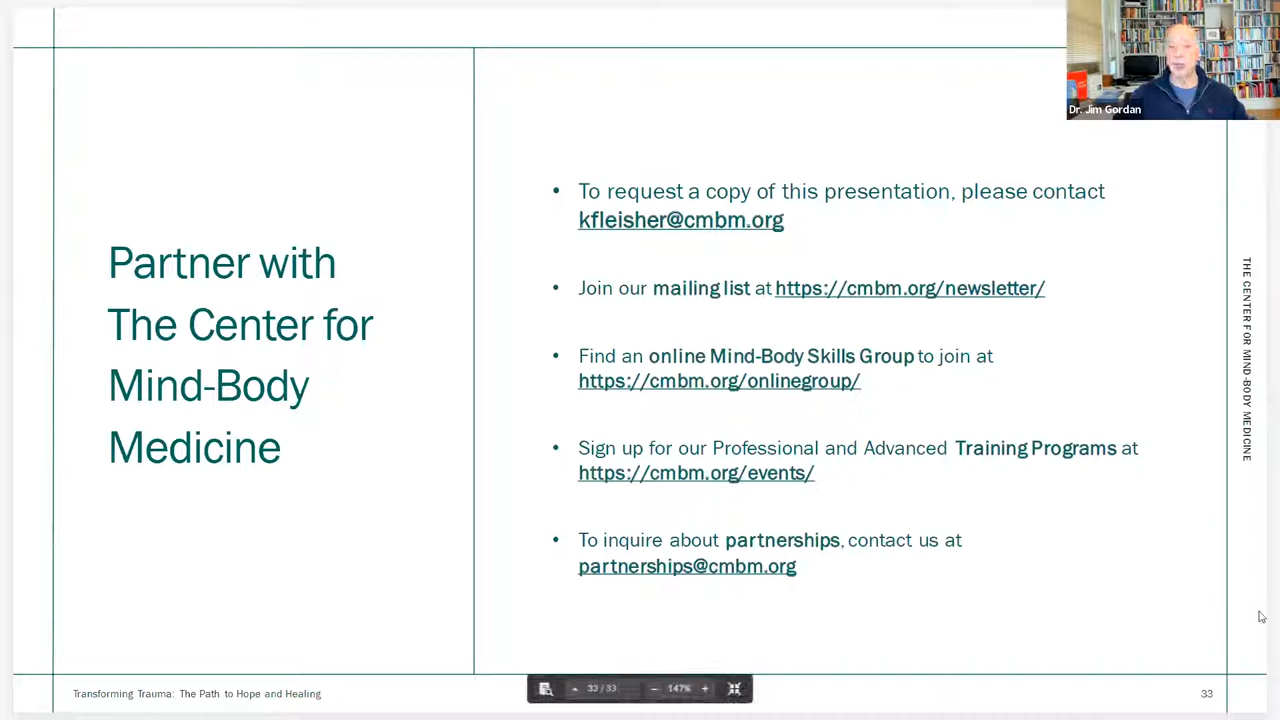 Dr. Jim Gordan
Partner with
The Center for
Mind-Body
Medicine
• To request a copy of this presentation, please contact
kfleisher@cmbm.org
• Join our mailing list at https://cmbm.org/newsletter/
• Find an online Mind-Body Skills Group to join at
https://cmbm.org/onlinegroup/
• Sign up for our Professional and Advanced Training Programs at
https://cmbm.org/events/
• To inquire about partnerships, contact us at
partnerships@cmbm.org
THE CENTER FOR MIND-BODY MEDICINE
Transforming Trauma: The Path to Hope and Healing
33 / 33
147%
33